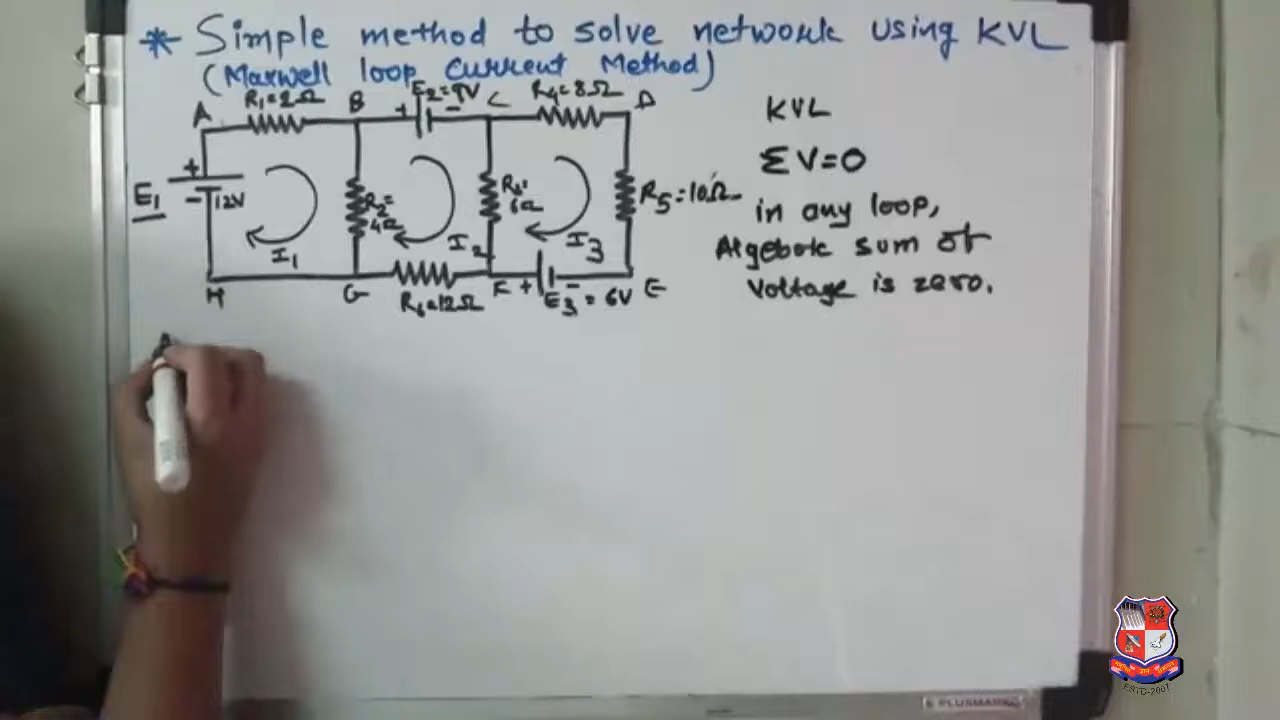 * Simple method to solve network using KVL
(Maxwell loop Current Method)
R1=2Ω B E2=9V C R4=8Ω D
A
KVL
+ -
+
ΣV=0
E1 - 12V
R2=4Ω
R3=6Ω
R5=10Ω
in any loop,
I1 I2 I3
Algebric sum of
Voltage is zero.
H G R6=12Ω F + - E3=6V E
ESTD-2007